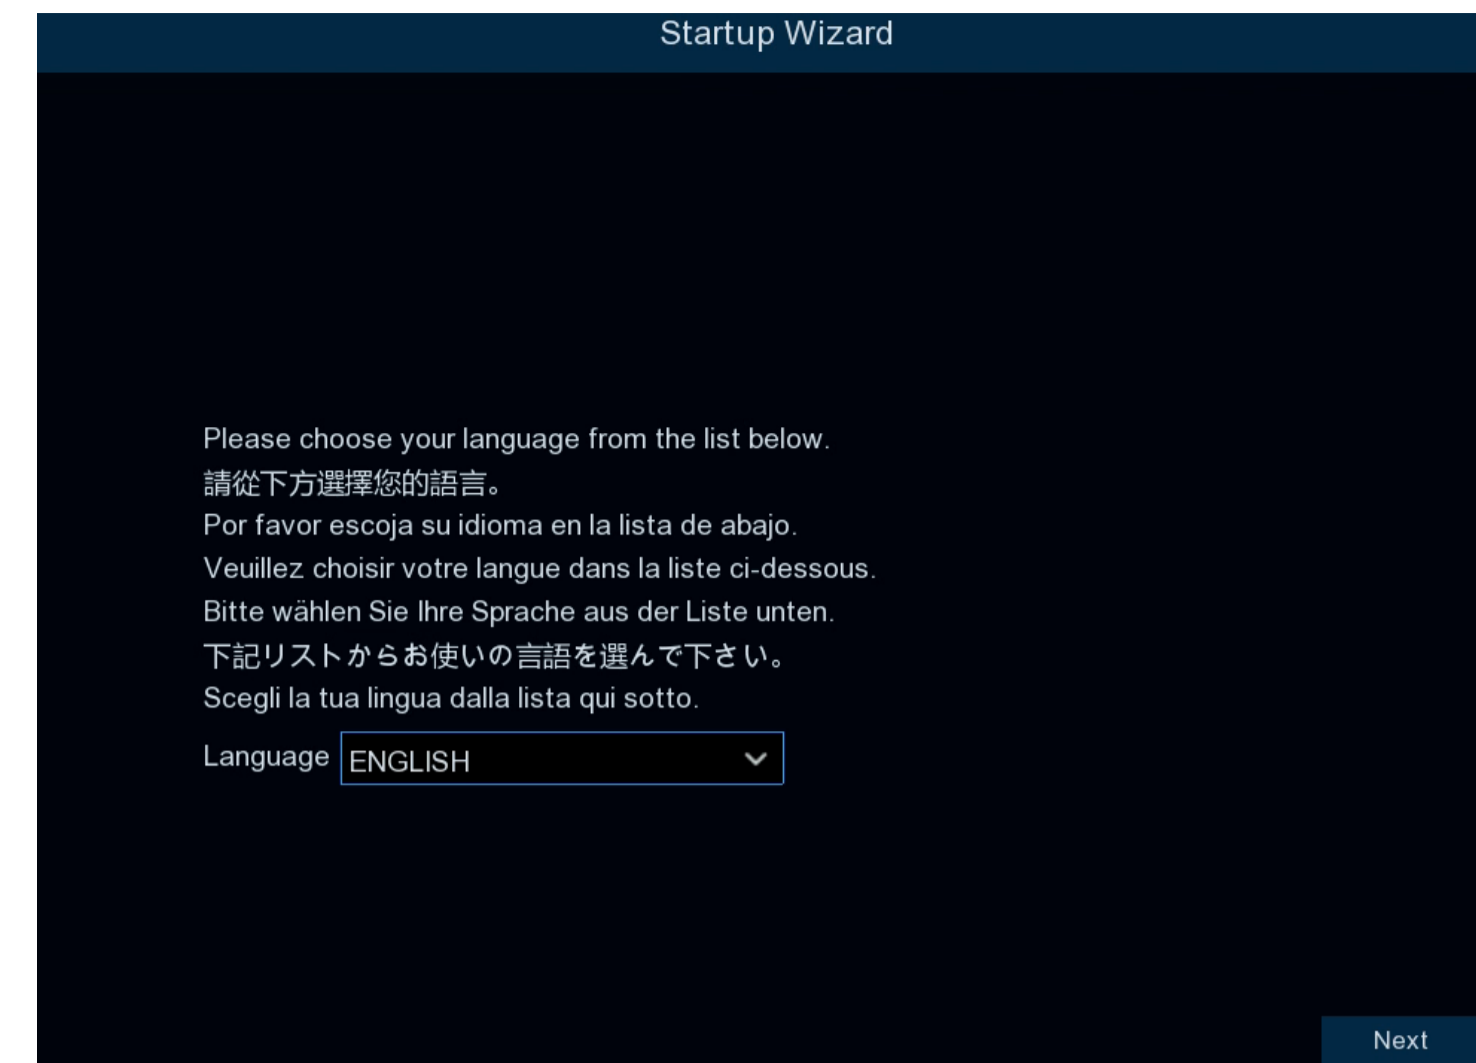 Startup Wizard
Please choose your language from the list below.
請從下方選擇您的語言。
Por favor escoja su idioma en la lista de abajo.
Veuillez choisir votre langue dans la liste ci-dessous.
Bitte wählen Sie Ihre Sprache aus der Liste unten.
下記リストからお使いの言語を選んで下さい。
Scegli la tua lingua dalla lista qui sotto.
Language ENGLISH
Next